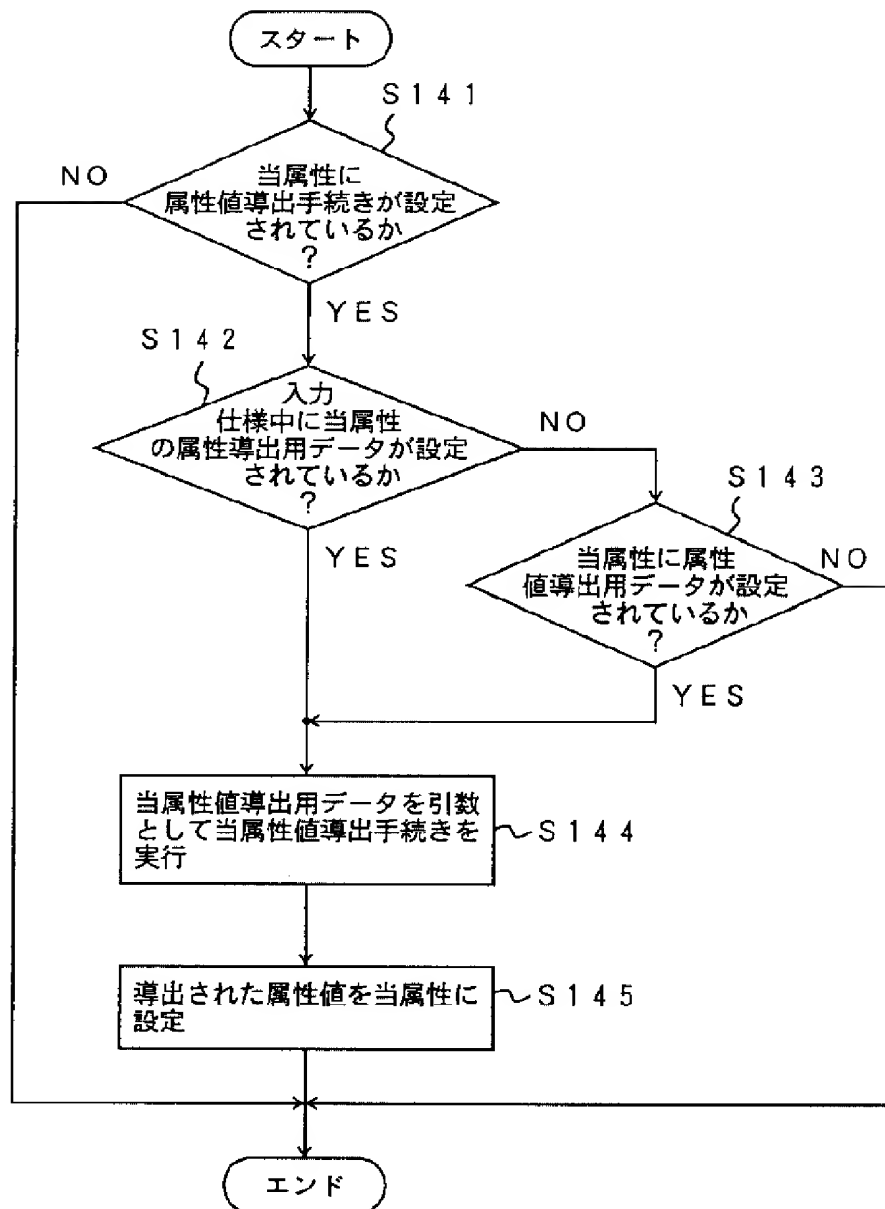 スタート
S141
NO
当属性に
属性値導出手続きが設定
されているか
?
YES
S142
入力
仕様中に当属性
の属性導出用データが設定
されているか
?
NO
YES
S143
当属性に属性
値導出用データが設定
されているか
?
NO
YES
当属性値導出用データを引数
として当属性値導出手続きを
実行
S144
導出された属性値を当属性に
設定
S145
エンド